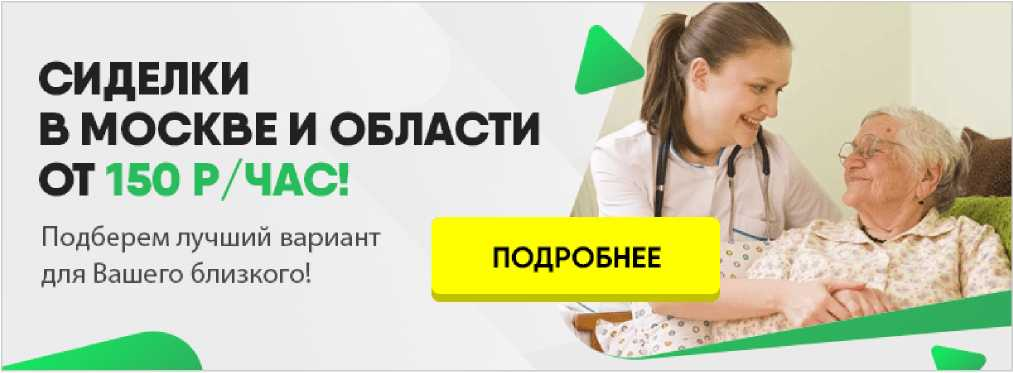 СИДЕЛКИ
В МОСКВЕ И ОБЛАСТИ
ОТ 150 Р/ЧАС!
Подберем лучший вариант
для Вашего близкого!
ПОДРОБНЕЕ